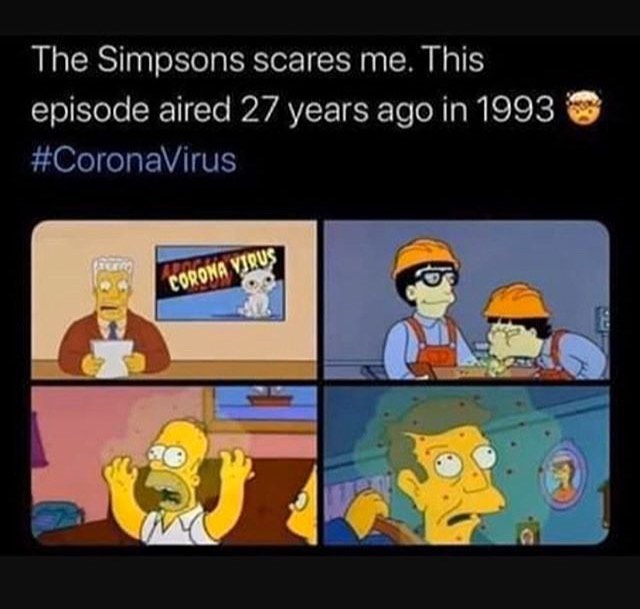 The Simpsons scares me. This
episode aired 27 years ago in 1993 🤯
#CoronaVirus
CORONA VIRUS